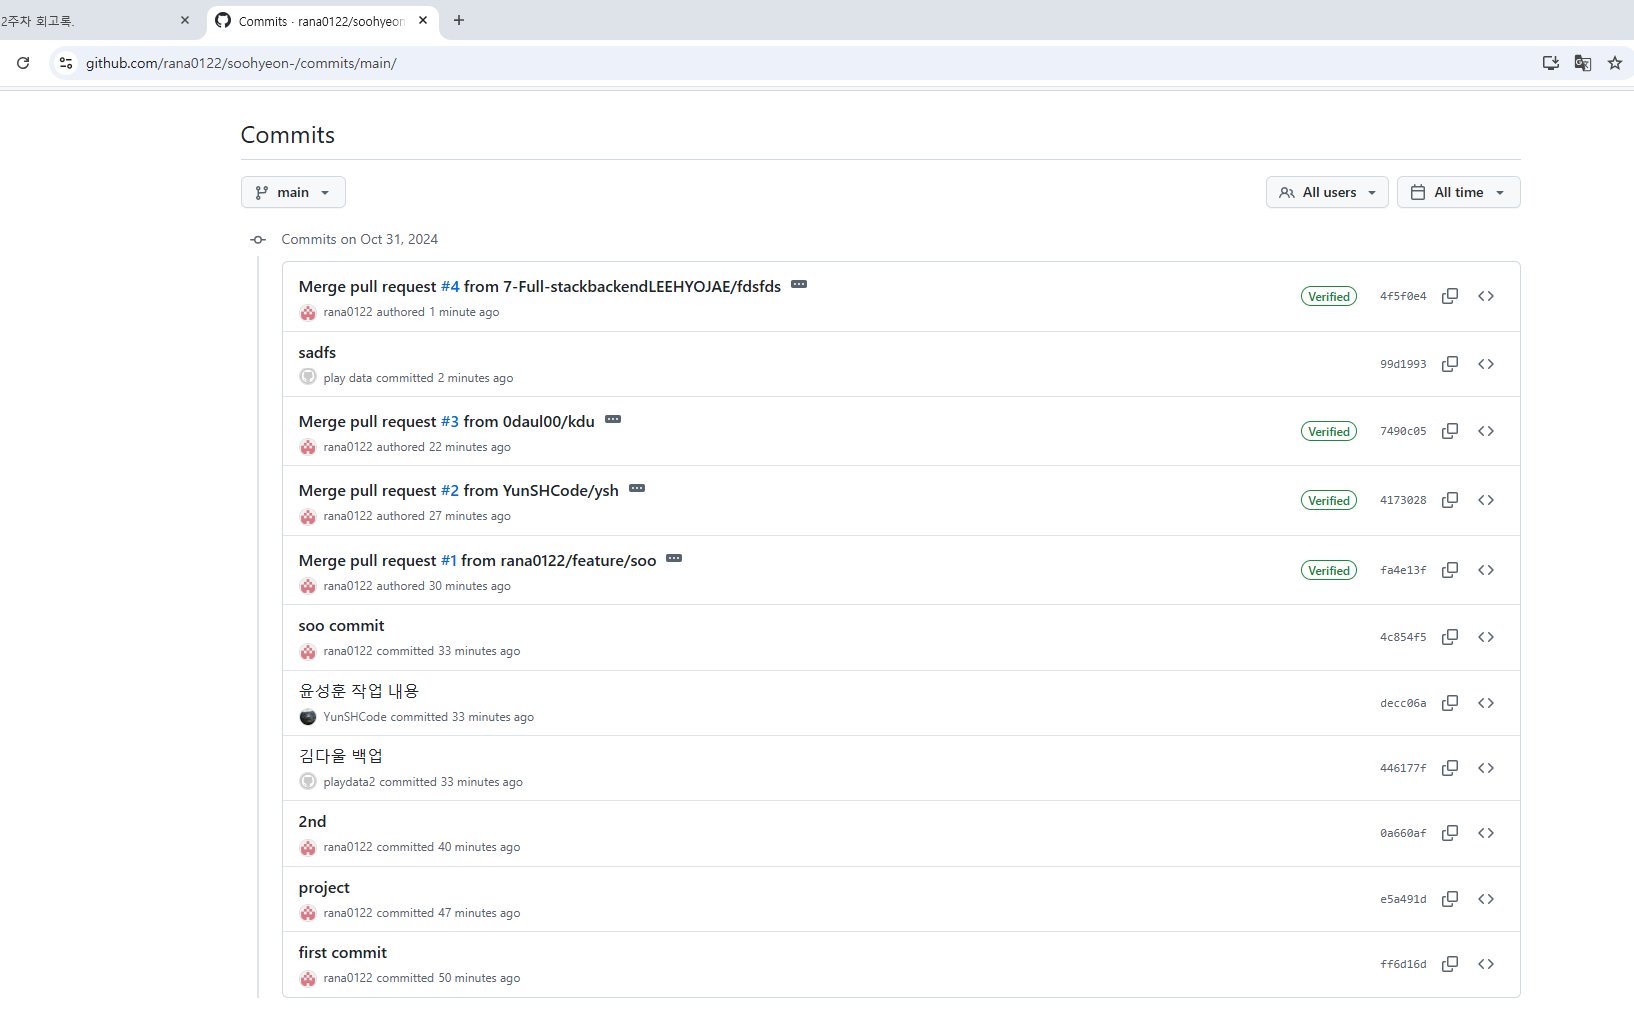 2주차 회고록.
Commits · rana0122/soohyeon
github.com/rana0122/soohyeon-/commits/main/
Commits
main
All users
All time
Commits on Oct 31, 2024
Merge pull request #4 from 7-Full-stackbackendLEEHYOJAE/fdsfds
rana0122 authored 1 minute ago
Verified
4f5f0e4
sadfs
play data committed 2 minutes ago
99d1993
Merge pull request #3 from 0daul00/kdu
rana0122 authored 22 minutes ago
Verified
7490c05
Merge pull request #2 from YunSHCode/ysh
rana0122 authored 27 minutes ago
Verified
4173028
Merge pull request #1 from rana0122/feature/soo
rana0122 authored 30 minutes ago
Verified
fa4e13f
soo commit
rana0122 committed 33 minutes ago
4c854f5
윤성훈 작업 내용
YunSHCode committed 33 minutes ago
decc06a
김다울 백업
playdata2 committed 33 minutes ago
446177f
2nd
rana0122 committed 40 minutes ago
0a660af
project
rana0122 committed 47 minutes ago
e5a491d
first commit
rana0122 committed 50 minutes ago
ff6d16d